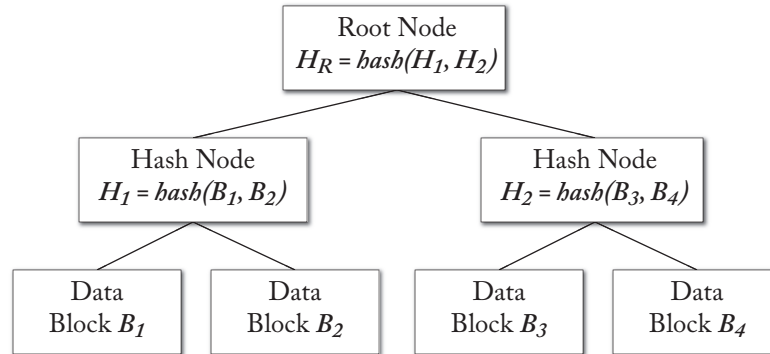 Root Node
H_R = hash(H_1, H_2)
Hash Node
H_1 = hash(B_1, B_2)
Hash Node
H_2 = hash(B_3, B_4)
Data
Block B_1
Data
Block B_2
Data
Block B_3
Data
Block B_4